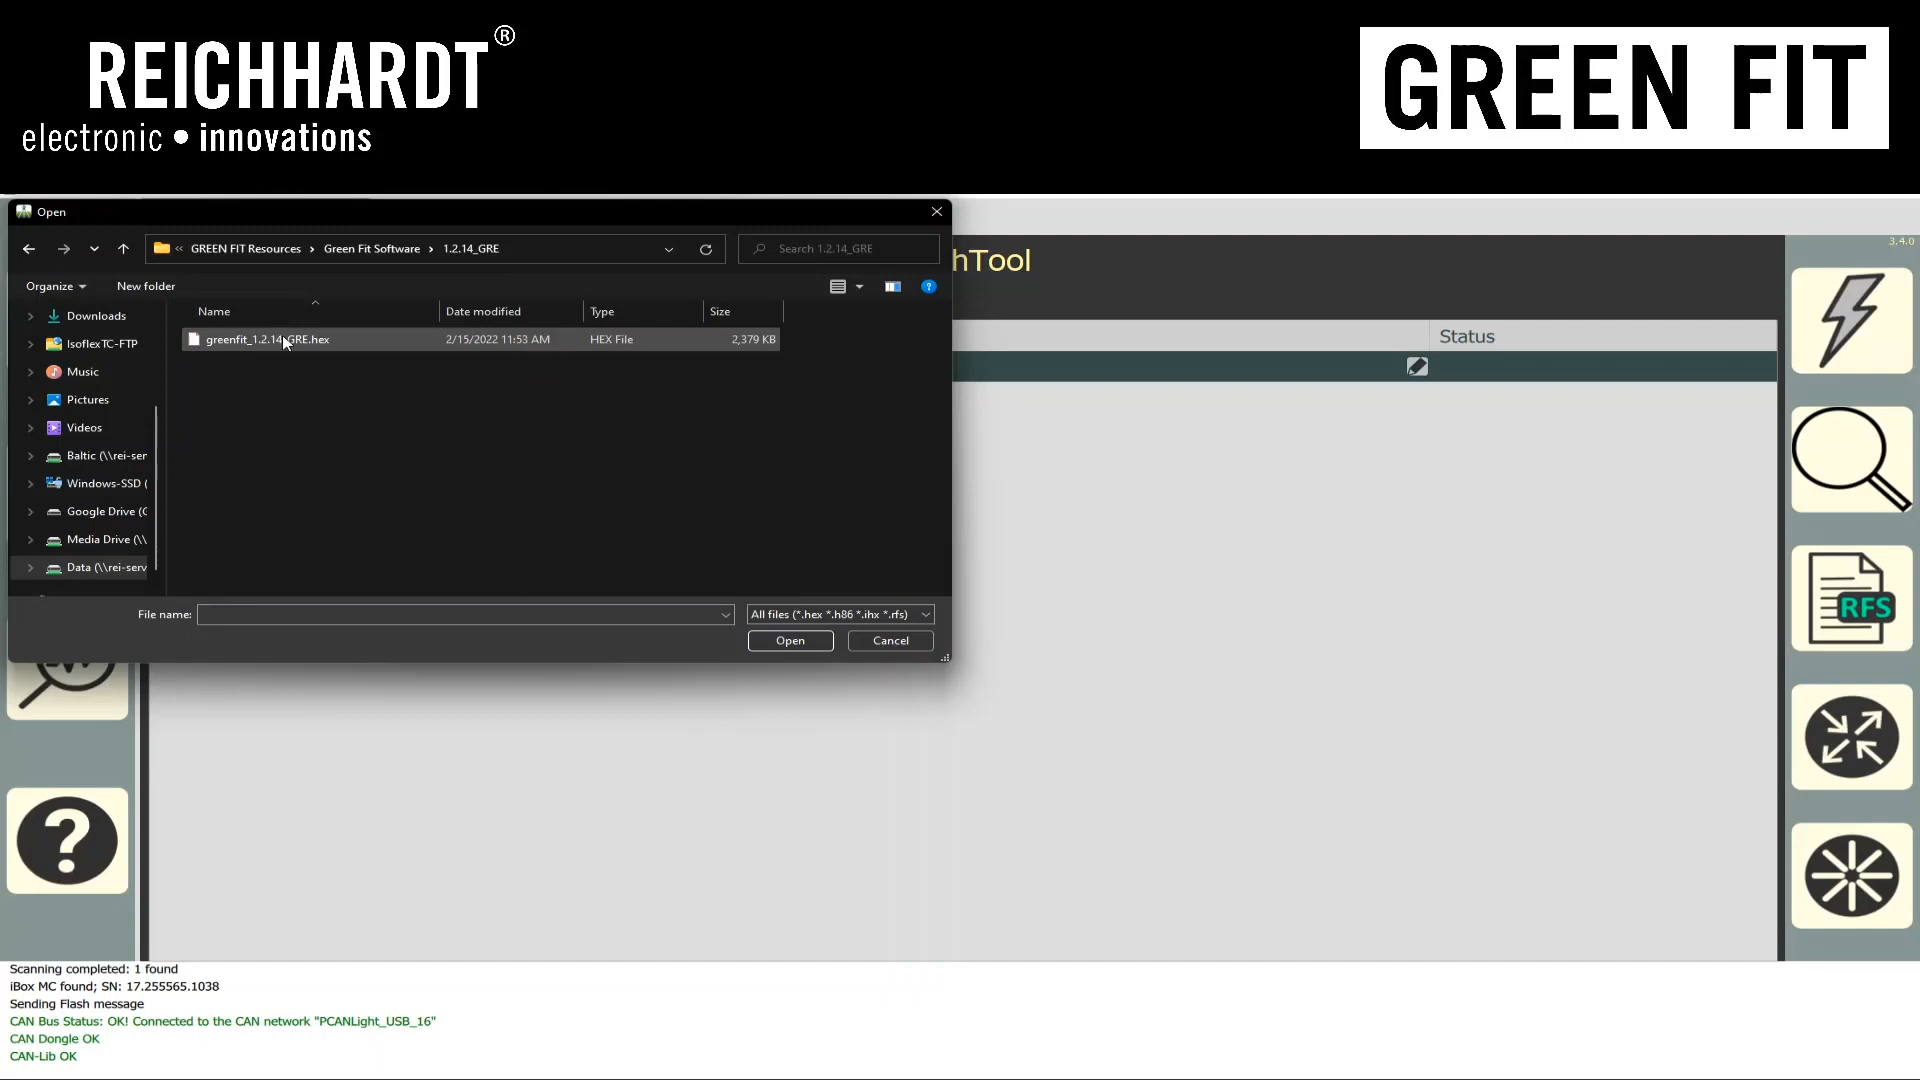 REICHHARDT®
electronic • innovations
GREEN FIT
Open
« GREEN FIT Resources > Green Fit Software > 1.2.14_GRE
Search 1.2.14_GRE
hTool
3.4.0
Organize
New folder
?
Name
Date modified
Type
Size
Status
Downloads
IsoflexTC-FTP
Music
Pictures
Videos
Baltic (\\rei-ser
Windows-SSD (
Google Drive (G
Media Drive (\\
Data (\\rei-serv
greenfit_1.2.14_GRE.hex
2/15/2022 11:53 AM
HEX File
2,379 KB
RFS
File name:
All files (*.hex *.h86 *.ihx *.rfs)
Open
Cancel
?
Scanning completed: 1 found
iBox MC found; SN: 17.255565.1038
Sending Flash message
CAN Bus Status: OK! Connected to the CAN network "PCANLight_USB_16"
CAN Dongle OK
CAN-Lib OK